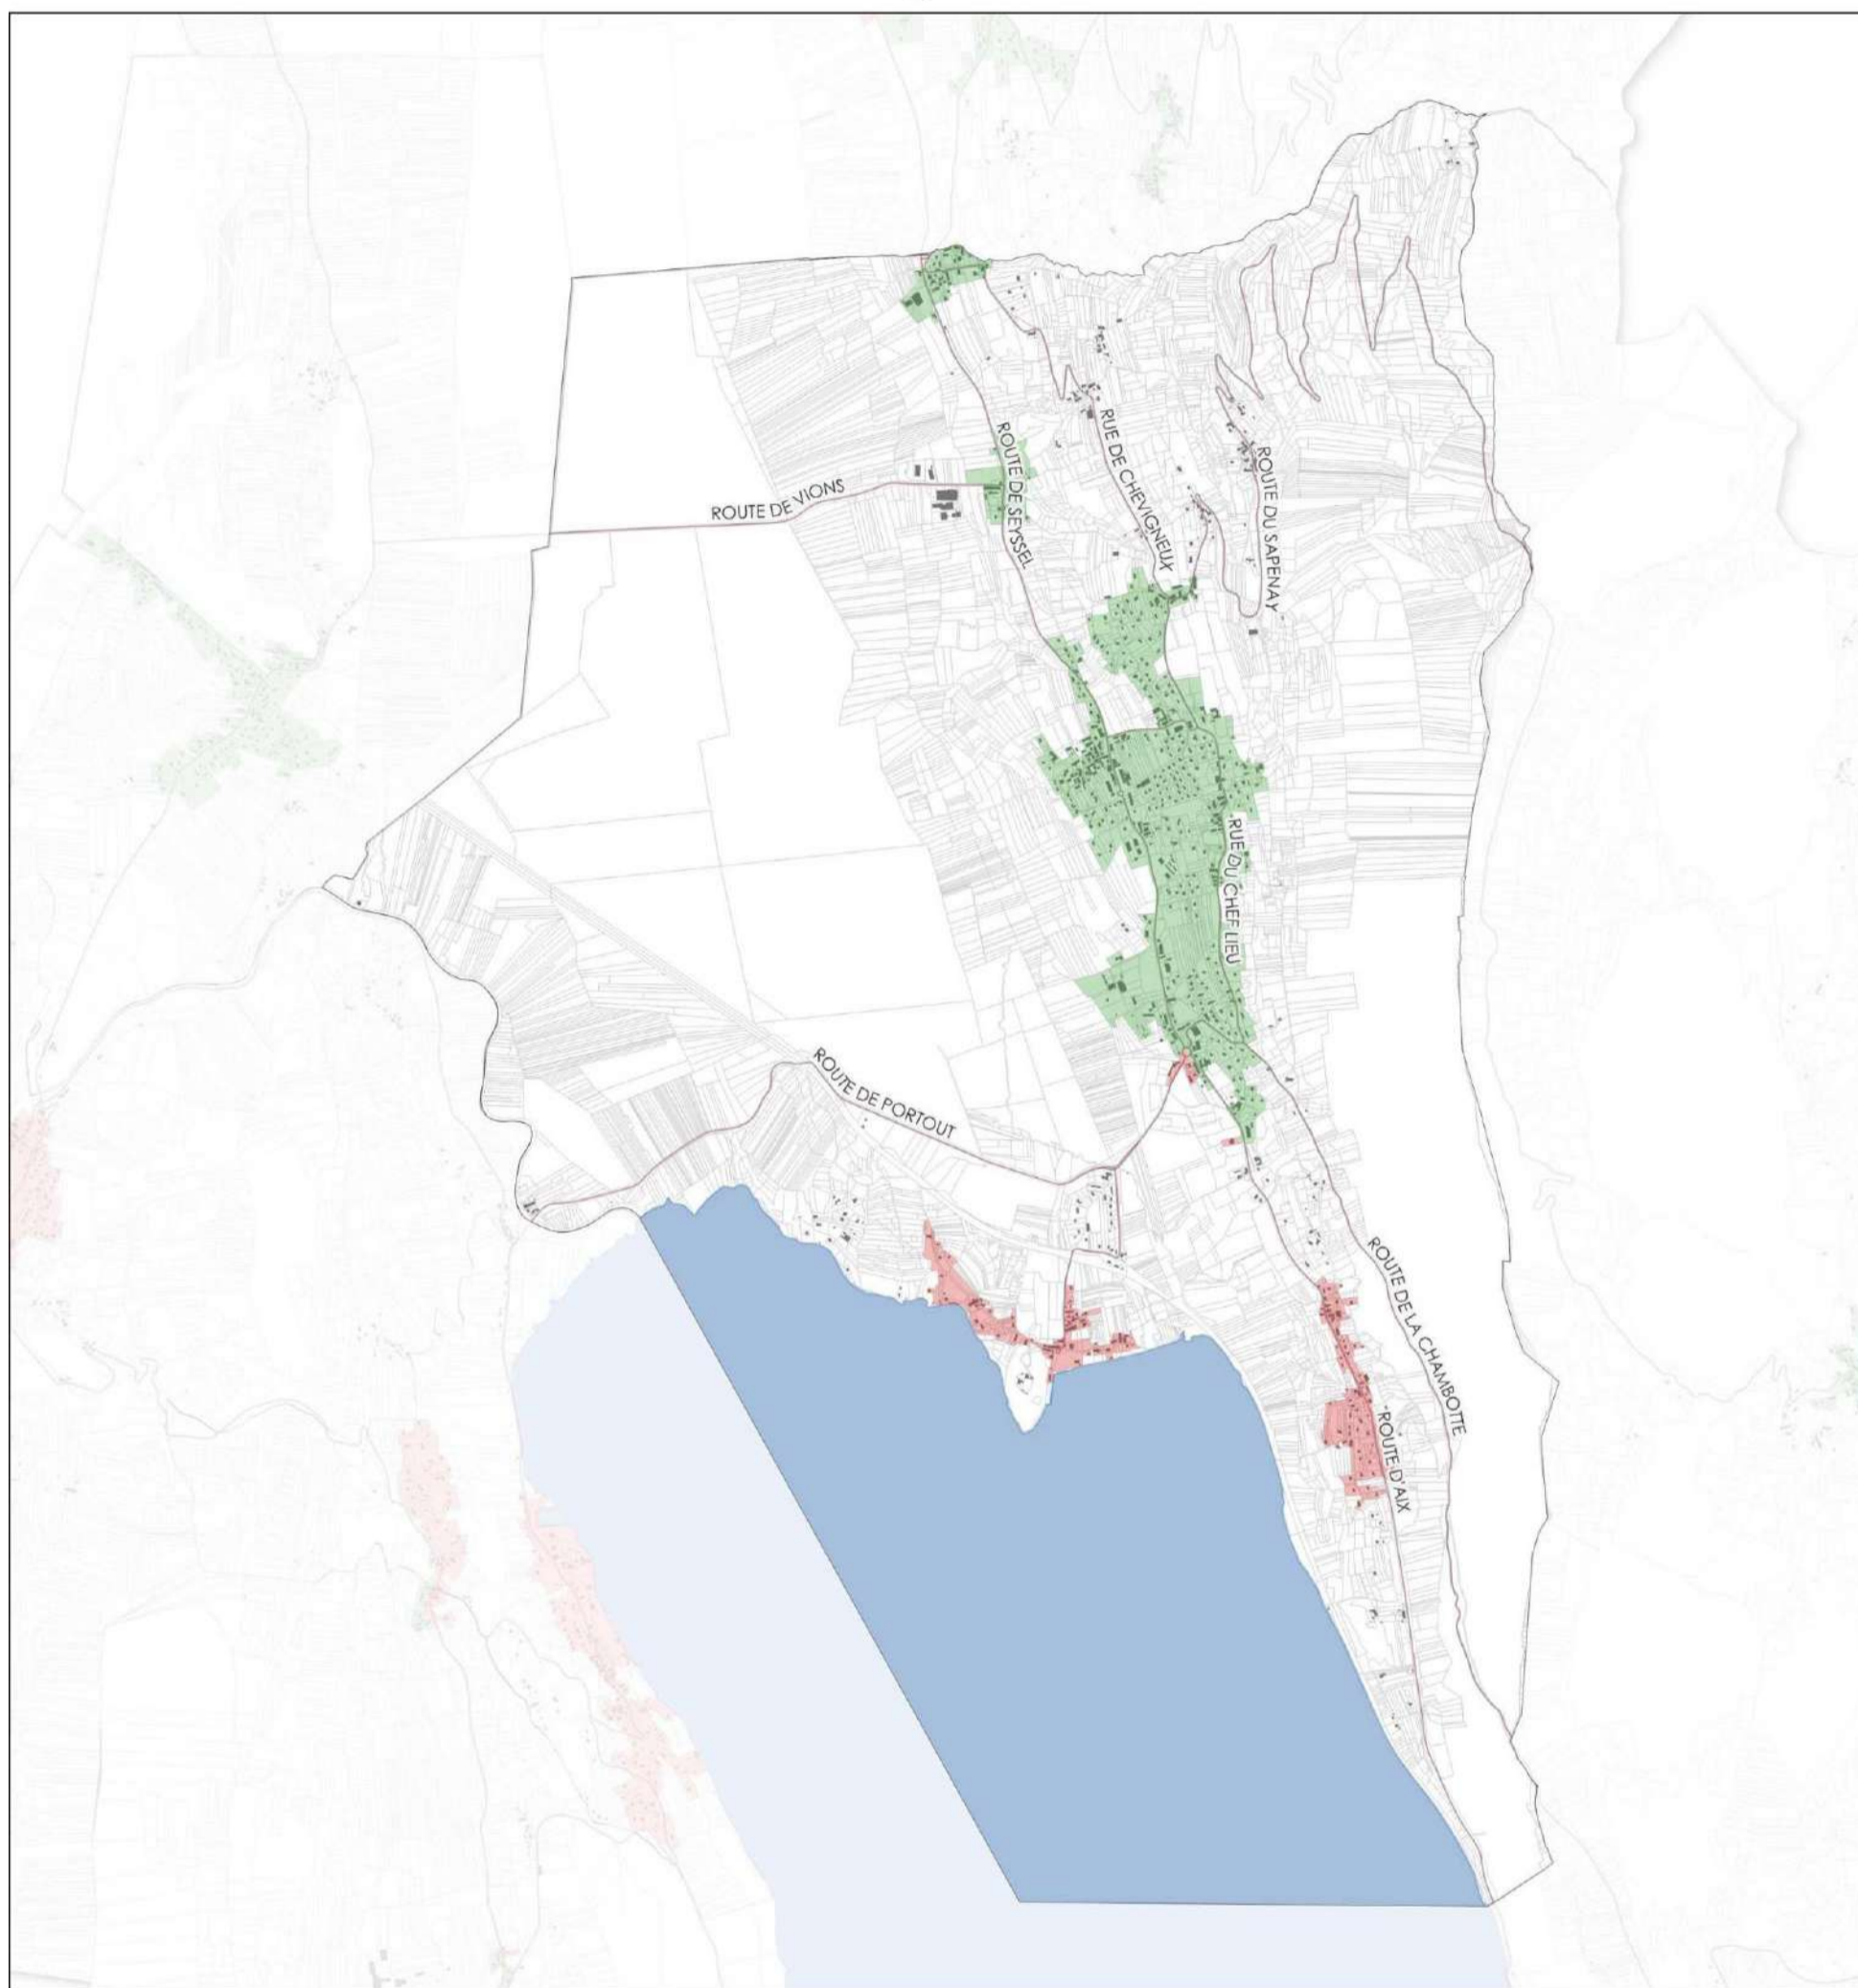 ROUTE DE SEYSSEL
RUE DE CHEVIGNEUX
ROUTE DU SAPENAY
ROUTE DE VIONS
RUE DU CHEF LIEU
ROUTE DE PORTOUT
ROUTE DE LA CHAMBOTTE
ROUTE D'AIX